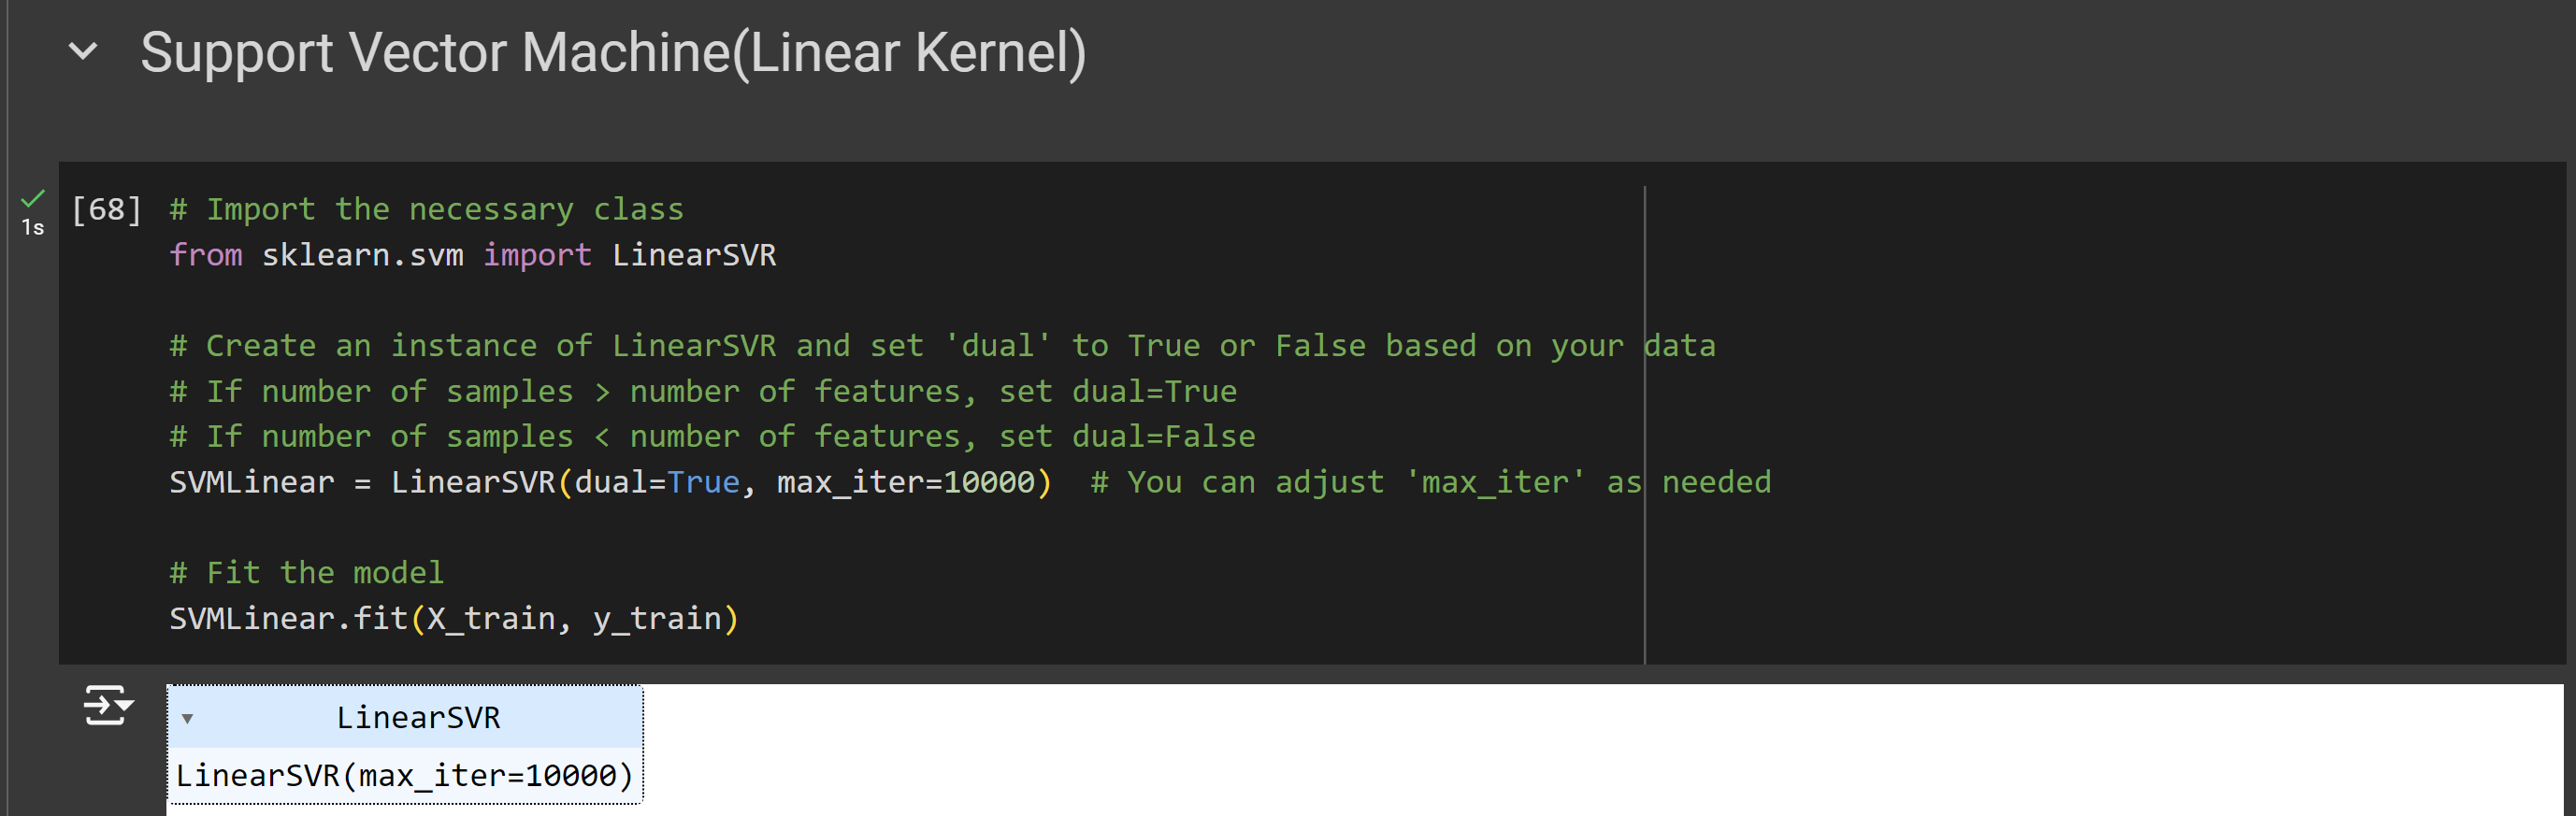 Support Vector Machine(Linear Kernel)
[68] # Import the necessary class
1s
from sklearn.svm import LinearSVR
# Create an instance of LinearSVR and set 'dual' to True or False based on your data
# If number of samples > number of features, set dual=True
# If number of samples < number of features, set dual=False
SVMLinear = LinearSVR(dual=True, max_iter=10000)  # You can adjust 'max_iter' as needed
# Fit the model
SVMLinear.fit(X_train, y_train)
LinearSVR
LinearSVR(max_iter=10000)